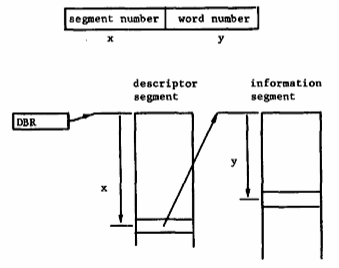 segment number word number
x y
descriptor segment
information segment
DBR
x
y